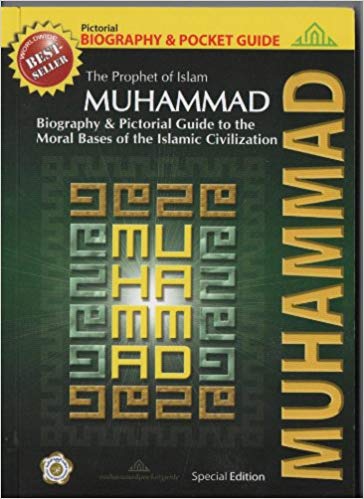 Pictorial
BIOGRAPHY & POCKET GUIDE
WORLDWIDE
BEST-
SELLER
The Prophet of Islam
MUHAMMAD
Biography & Pictorial Guide to the
Moral Bases of the Islamic Civilization
MUHAMMAD
MU
HA
MM
AD
muhammadpocketguide
Special Edition